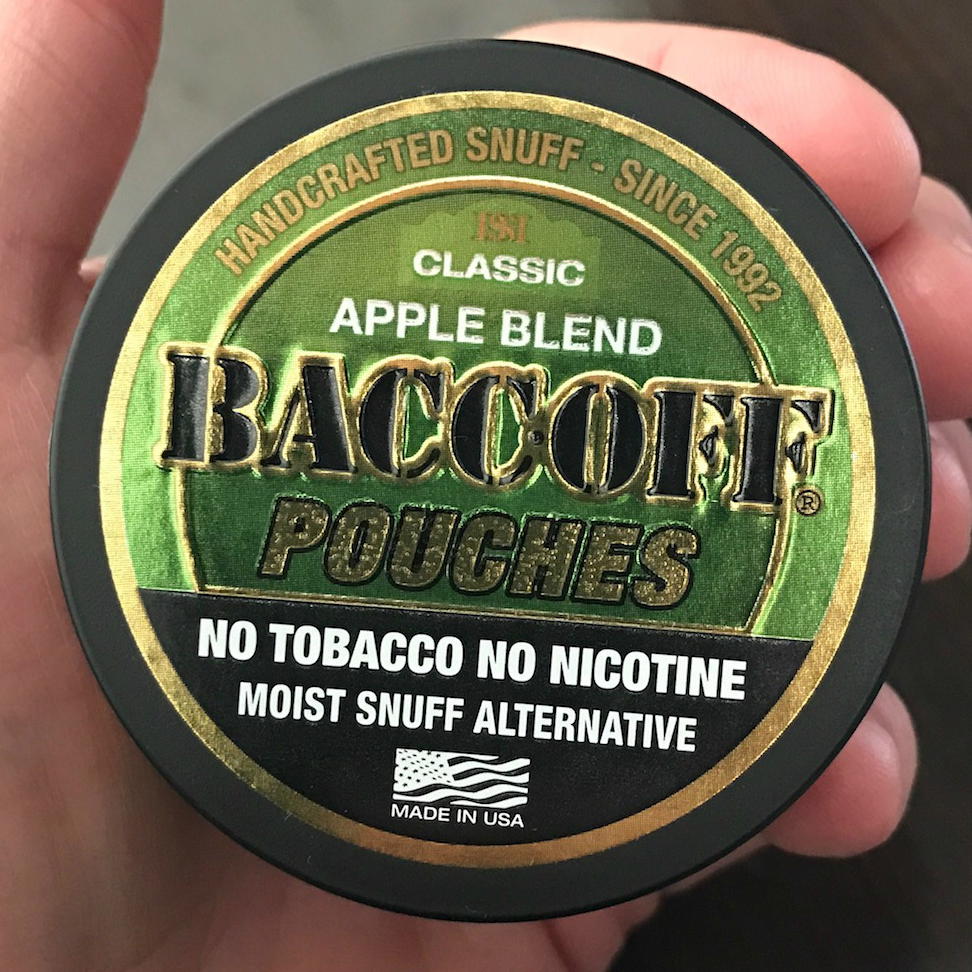 HANDCRAFTED SNUFF - SINCE 1992
CLASSIC
APPLE BLEND
BACCOFF®
POUCHES
NO TOBACCO NO NICOTINE
MOIST SNUFF ALTERNATIVE
MADE IN USA